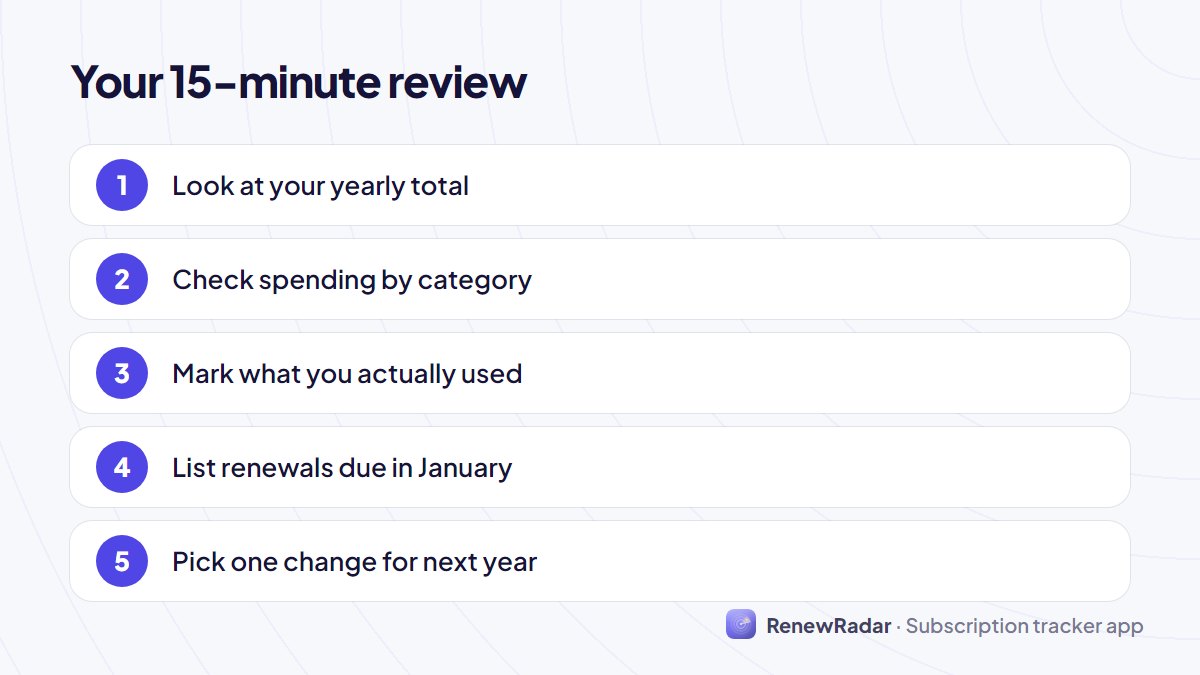 Your 15-minute review
1 Look at your yearly total
2 Check spending by category
3 Mark what you actually used
4 List renewals due in January
5 Pick one change for next year
RenewRadar · Subscription tracker app